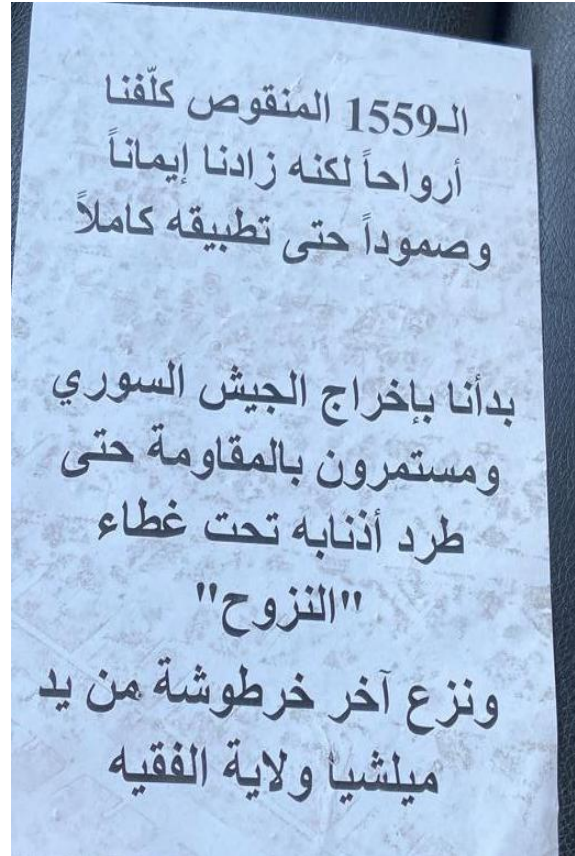 الـ1559 المنقوص كلّفنا
أرواحاً لكنه زادنا إيماناً
وصموداً حتى تطبيقه كاملاً
بدأنا بإخراج الجيش السوري
ومستمرون بالمقاومة حتى
طرد أذنابه تحت غطاء
"النزوح"
ونزع آخر خرطوشة من يد
ميلشيا ولاية الفقيه